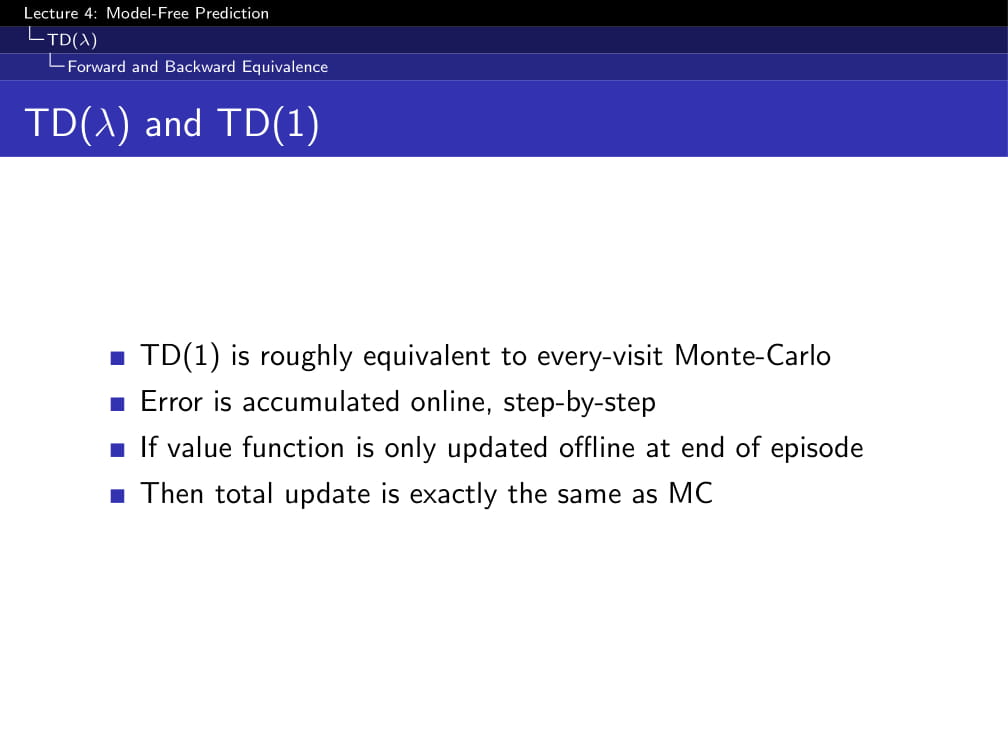 Lecture 4: Model-Free Prediction
TD(λ)
Forward and Backward Equivalence
TD(λ) and TD(1)
TD(1) is roughly equivalent to every-visit Monte-Carlo
Error is accumulated online, step-by-step
If value function is only updated offline at end of episode
Then total update is exactly the same as MC